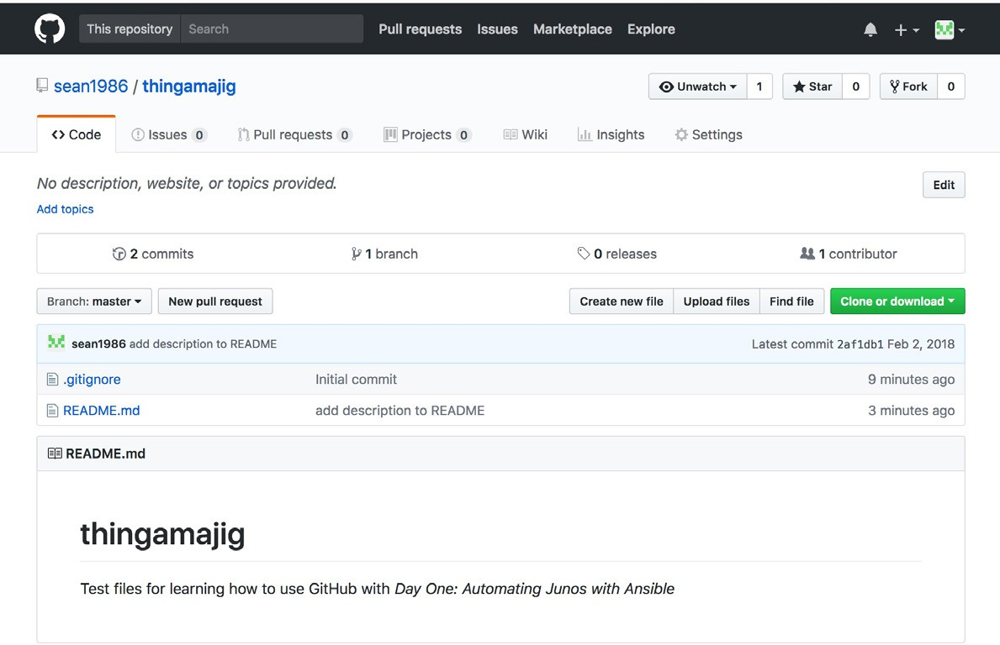 This repository Search Pull requests Issues Marketplace Explore
sean1986 / thingamajig Unwatch 1 Star 0 Fork 0
Code Issues 0 Pull requests 0 Projects 0 Wiki Insights Settings
No description, website, or topics provided. Edit
Add topics
2 commits 1 branch 0 releases 1 contributor
Branch: master New pull request Create new file Upload files Find file Clone or download
sean1986 add description to README Latest commit 2af1db1 Feb 2, 2018
.gitignore Initial commit 9 minutes ago
README.md add description to README 3 minutes ago
README.md
thingamajig
Test files for learning how to use GitHub with Day One: Automating Junos with Ansible